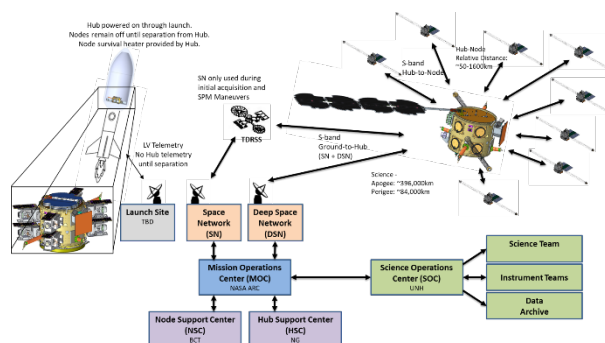 Hub powered on through launch.
Nodes remain off until separation from Hub.
Node survival heater provided by Hub.
SN only used during
initial acquisition and
SPM Maneuvers
TDRSS
S-band
Hub-to-Node
Hub-Node
Relative Distance:
~50-1600km
LV Telemetry
No Hub telemetry
until separation
S-band
Ground-to-Hub
(SN + DSN)
Science -
Apogee: ~396,000km
Perigee: ~84,000km
Launch Site
TBD
Space
Network
(SN)
Deep Space
Network
(DSN)
Mission Operations
Center (MOC)
NASA ARC
Science Operations
Center (SOC)
UNH
Science Team
Instrument Teams
Data
Archive
Node Support Center
(NSC)
BCT
Hub Support Center
(HSC)
NG